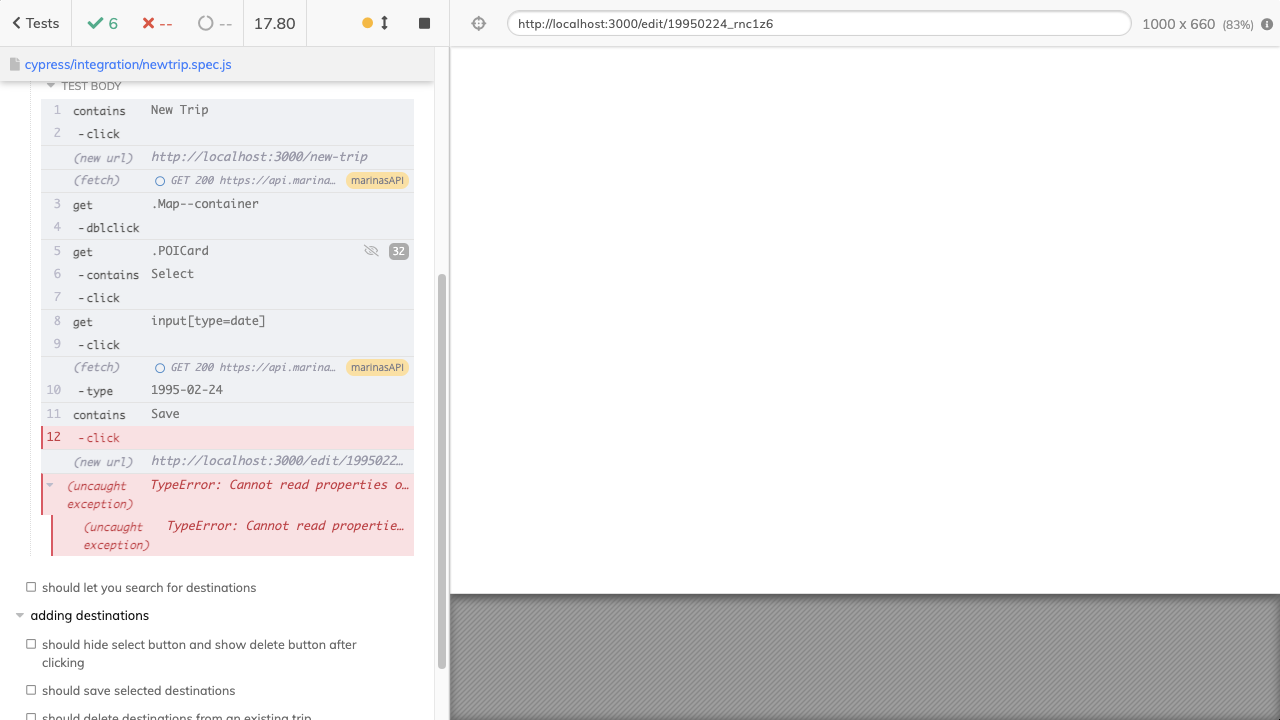 Tests 6 -- -- 17.80
http://localhost:3000/edit/19950224_rnc1z6 1000 x 660 (83%)
cypress/integration/newtrip.spec.js
TEST BODY
1 contains New Trip
2 -click
(new url) http://localhost:3000/new-trip
(fetch) GET 200 https://api.marina… marinasAPI
3 get .Map--container
4 -dblclick
5 get .POICard 32
6 -contains Select
7 -click
8 get input[type=date]
9 -click
(fetch) GET 200 https://api.marina… marinasAPI
10 -type 1995-02-24
11 contains Save
12 -click
(new url) http://localhost:3000/edit/1995022…
(uncaught exception) TypeError: Cannot read properties o…
(uncaught exception) TypeError: Cannot read propertie…
should let you search for destinations
adding destinations
should hide select button and show delete button after
clicking
should save selected destinations
should delete destinations from an existing trip